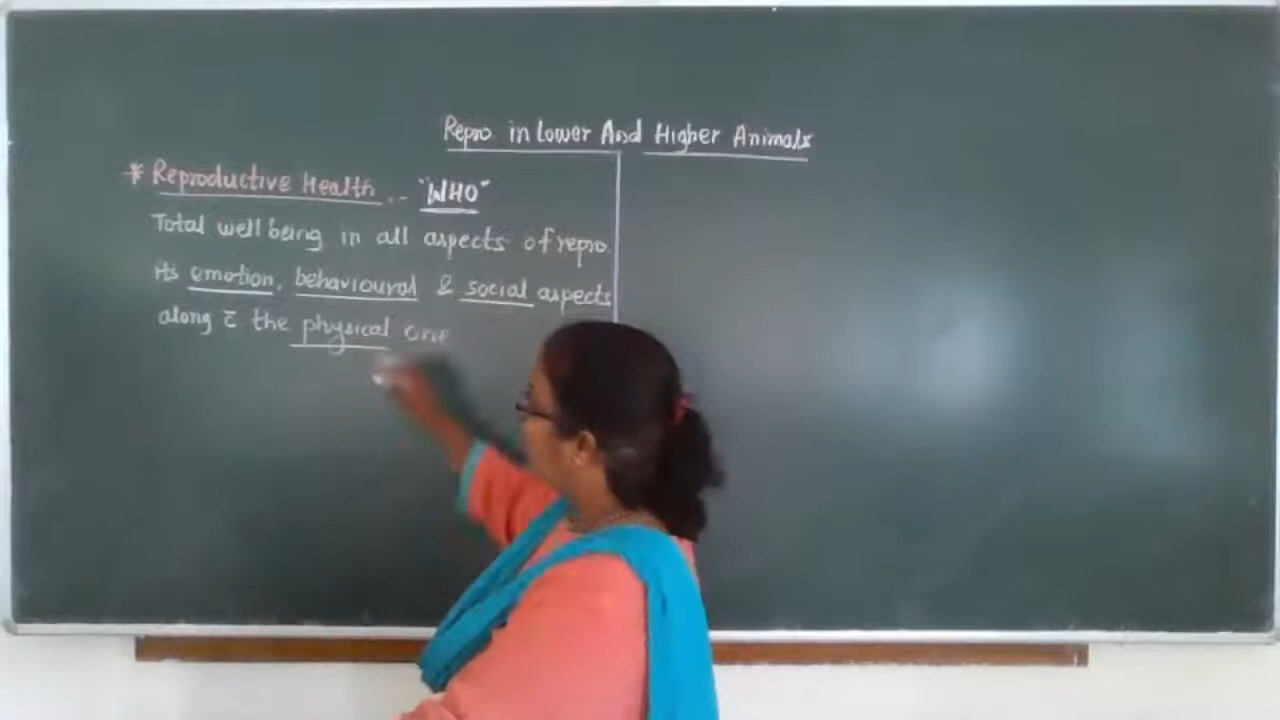 Repro in Lower And Higher Animals
* Reproductive Health .. "WHO"
Total well being in all aspects of repro.
its emotion, behavioural & social aspects
along c̄ the physical one